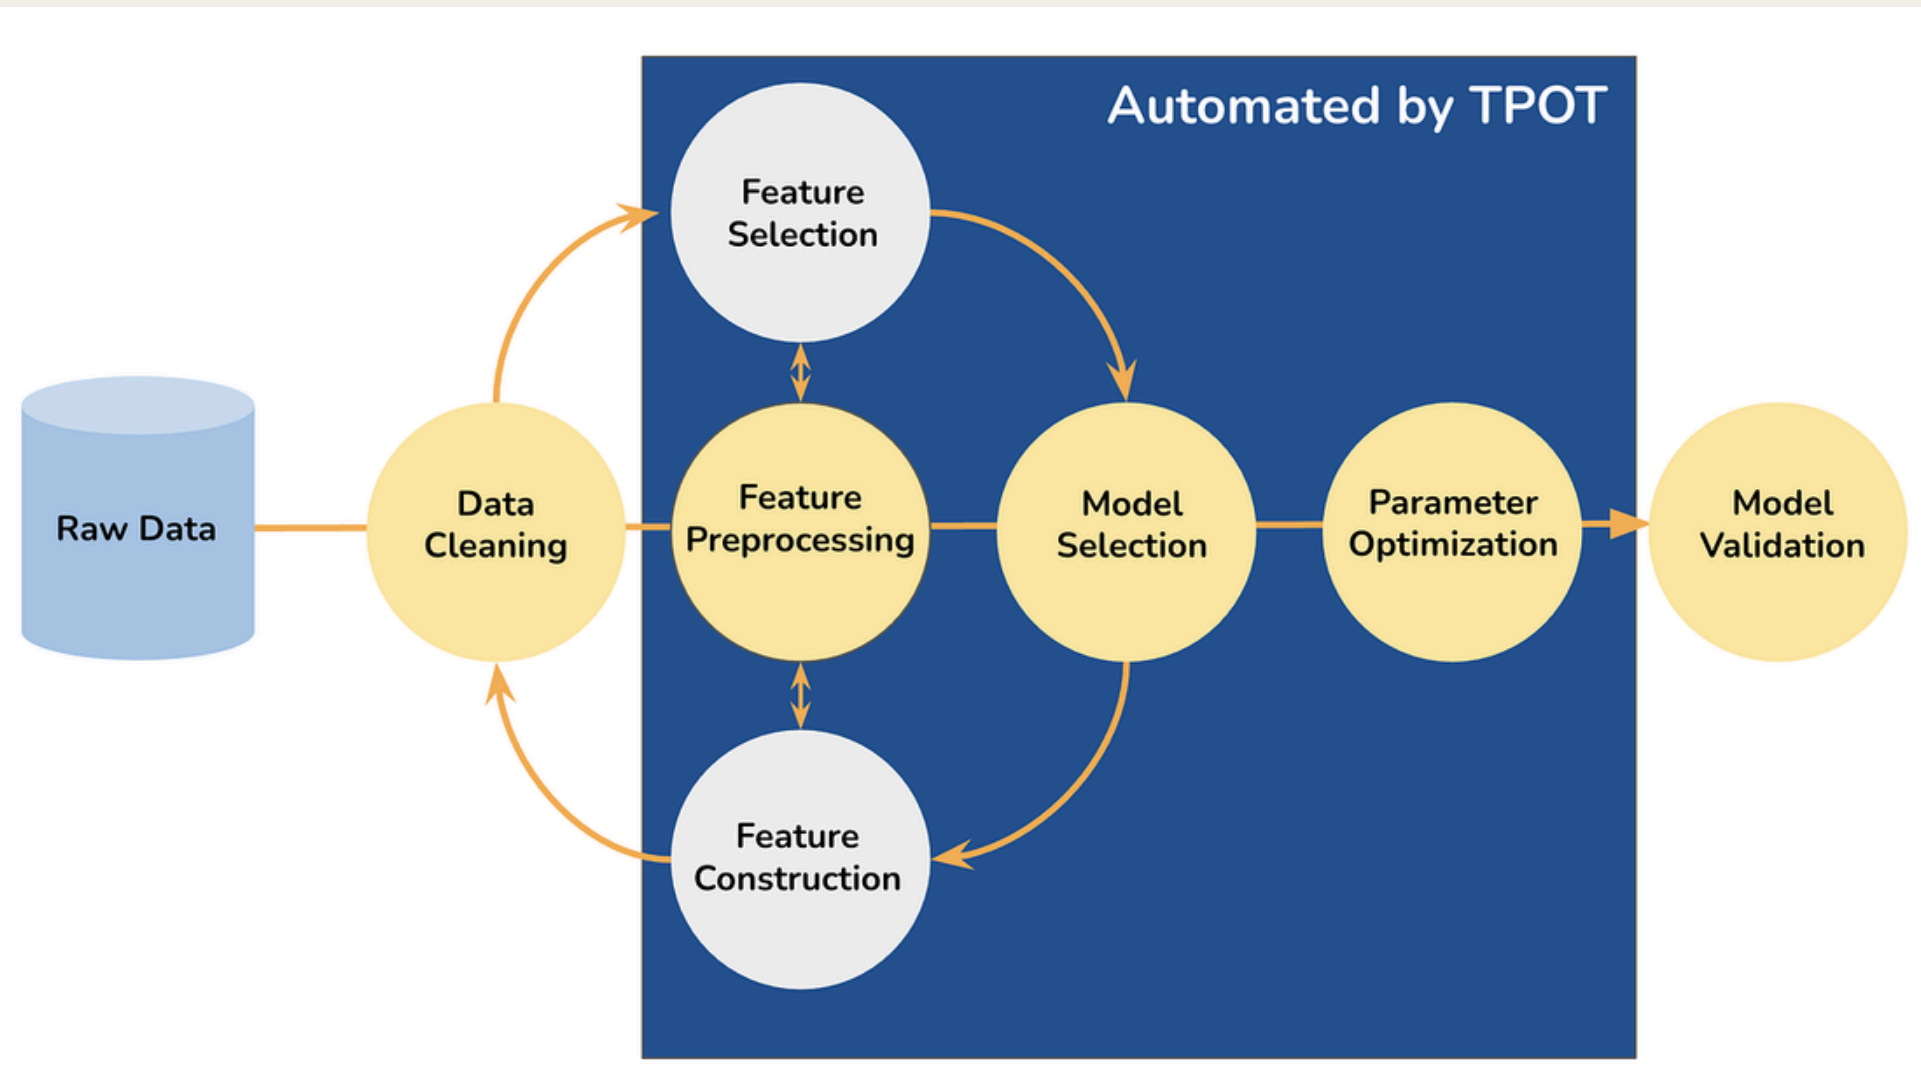 Automated by TPOT
Feature
Selection
Raw Data
Data
Cleaning
Feature
Preprocessing
Model
Selection
Parameter
Optimization
Model
Validation
Feature
Construction